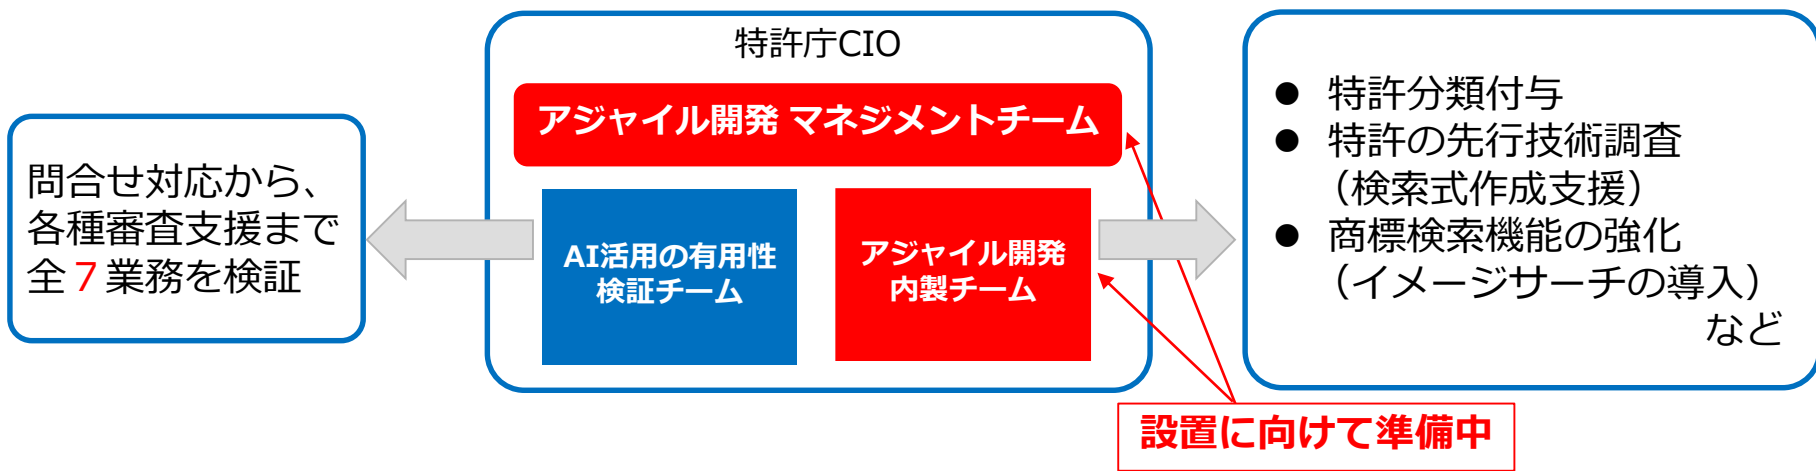 特許庁CIO
アジャイル開発 マネジメントチーム
問合せ対応から、
各種審査支援まで
全７業務を検証
AI活用の有用性
検証チーム
アジャイル開発
内製チーム
● 特許分類付与
● 特許の先行技術調査
（検索式作成支援）
● 商標検索機能の強化
（イメージサーチの導入）
など
設置に向けて準備中